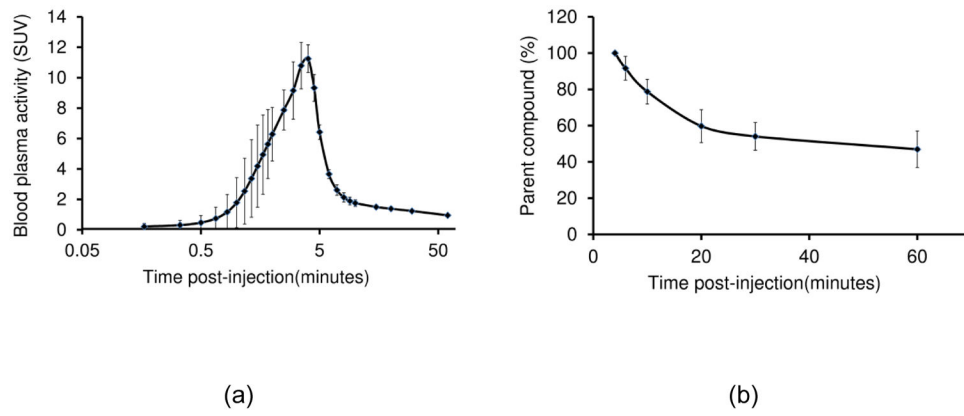 14
12
10
8
6
4
2
0
Blood plasma activity (SUV)
0.05 0.5 5 50
Time post-injection(minutes)
(a)
120
100
80
60
40
20
0
Parent compound (%)
0 20 40 60
Time post-injection(minutes)
(b)